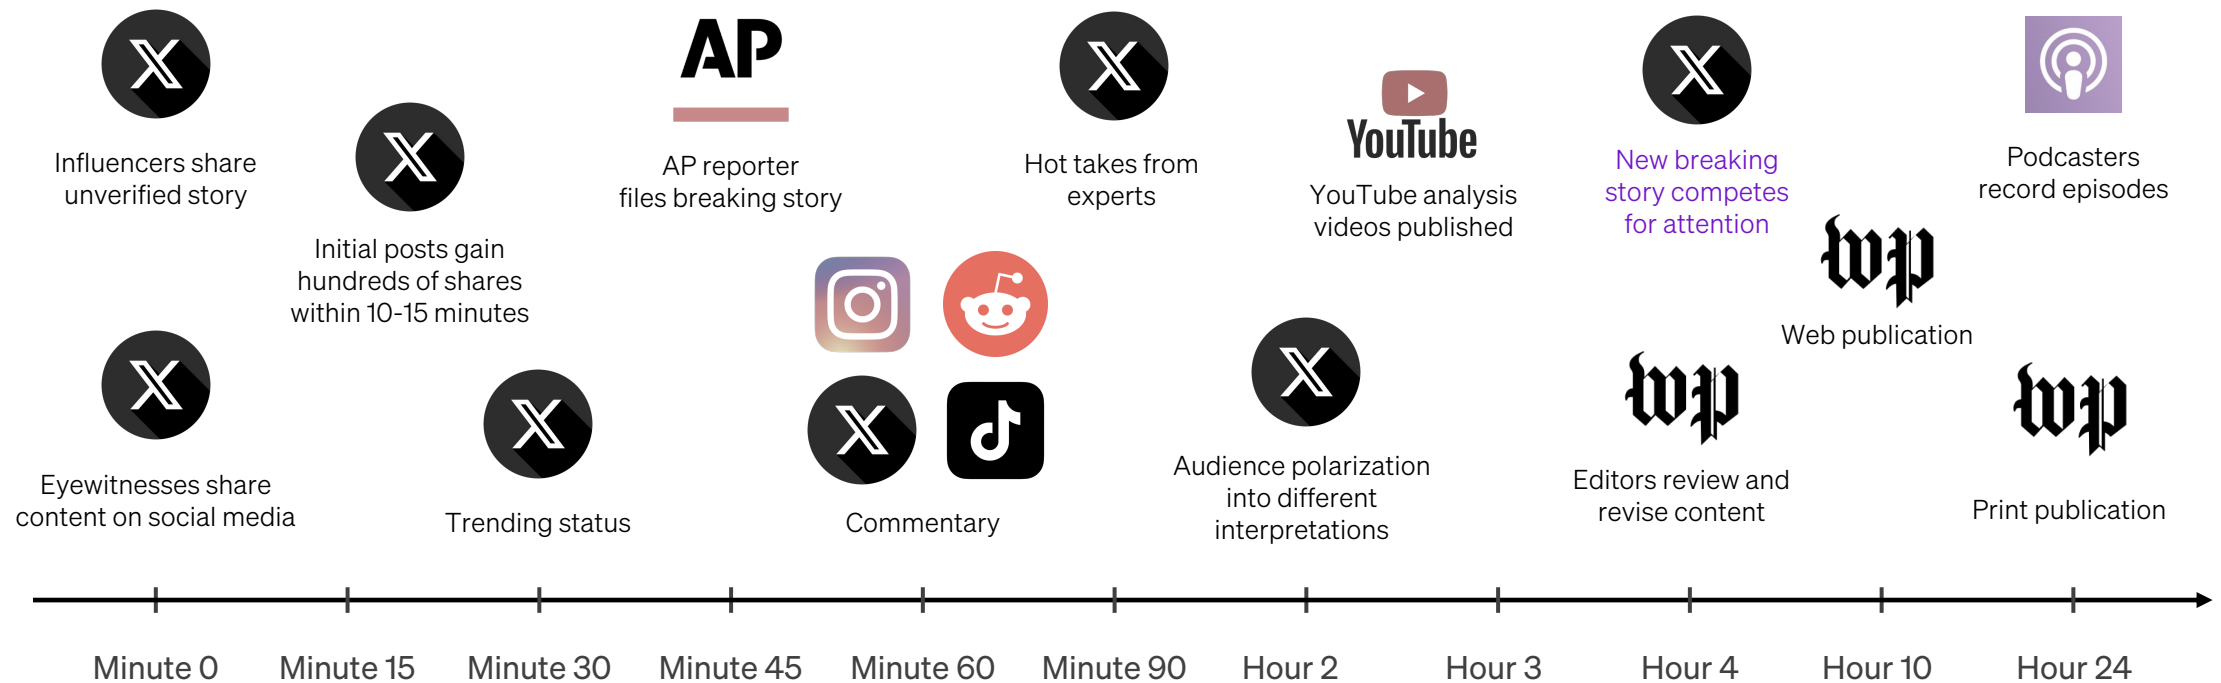 Influencers share
unverified story
Eyewitnesses share
content on social media
Initial posts gain
hundreds of shares
within 10-15 minutes
Trending status
AP
AP reporter
files breaking story
Commentary
Hot takes from
experts
Audience polarization
into different
interpretations
YouTube
YouTube analysis
videos published
New breaking
story competes
for attention
wp
Editors review and
revise content
wp
Web publication
Podcasters
record episodes
wp
Print publication
Minute 0
Minute 15
Minute 30
Minute 45
Minute 60
Minute 90
Hour 2
Hour 3
Hour 4
Hour 10
Hour 24